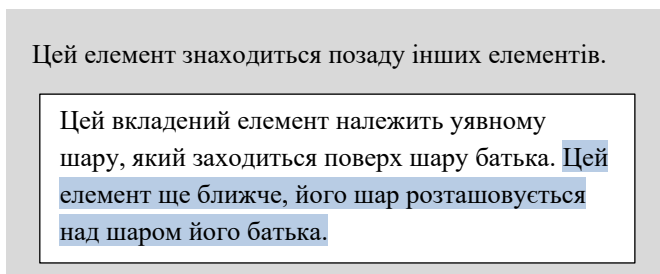 Цей елемент знаходиться позаду інших елементів.
Цей вкладений елемент належить уявному
шару, який заходиться поверх шару батька. Цей
елемент ще ближче, його шар розташовується
над шаром його батька.